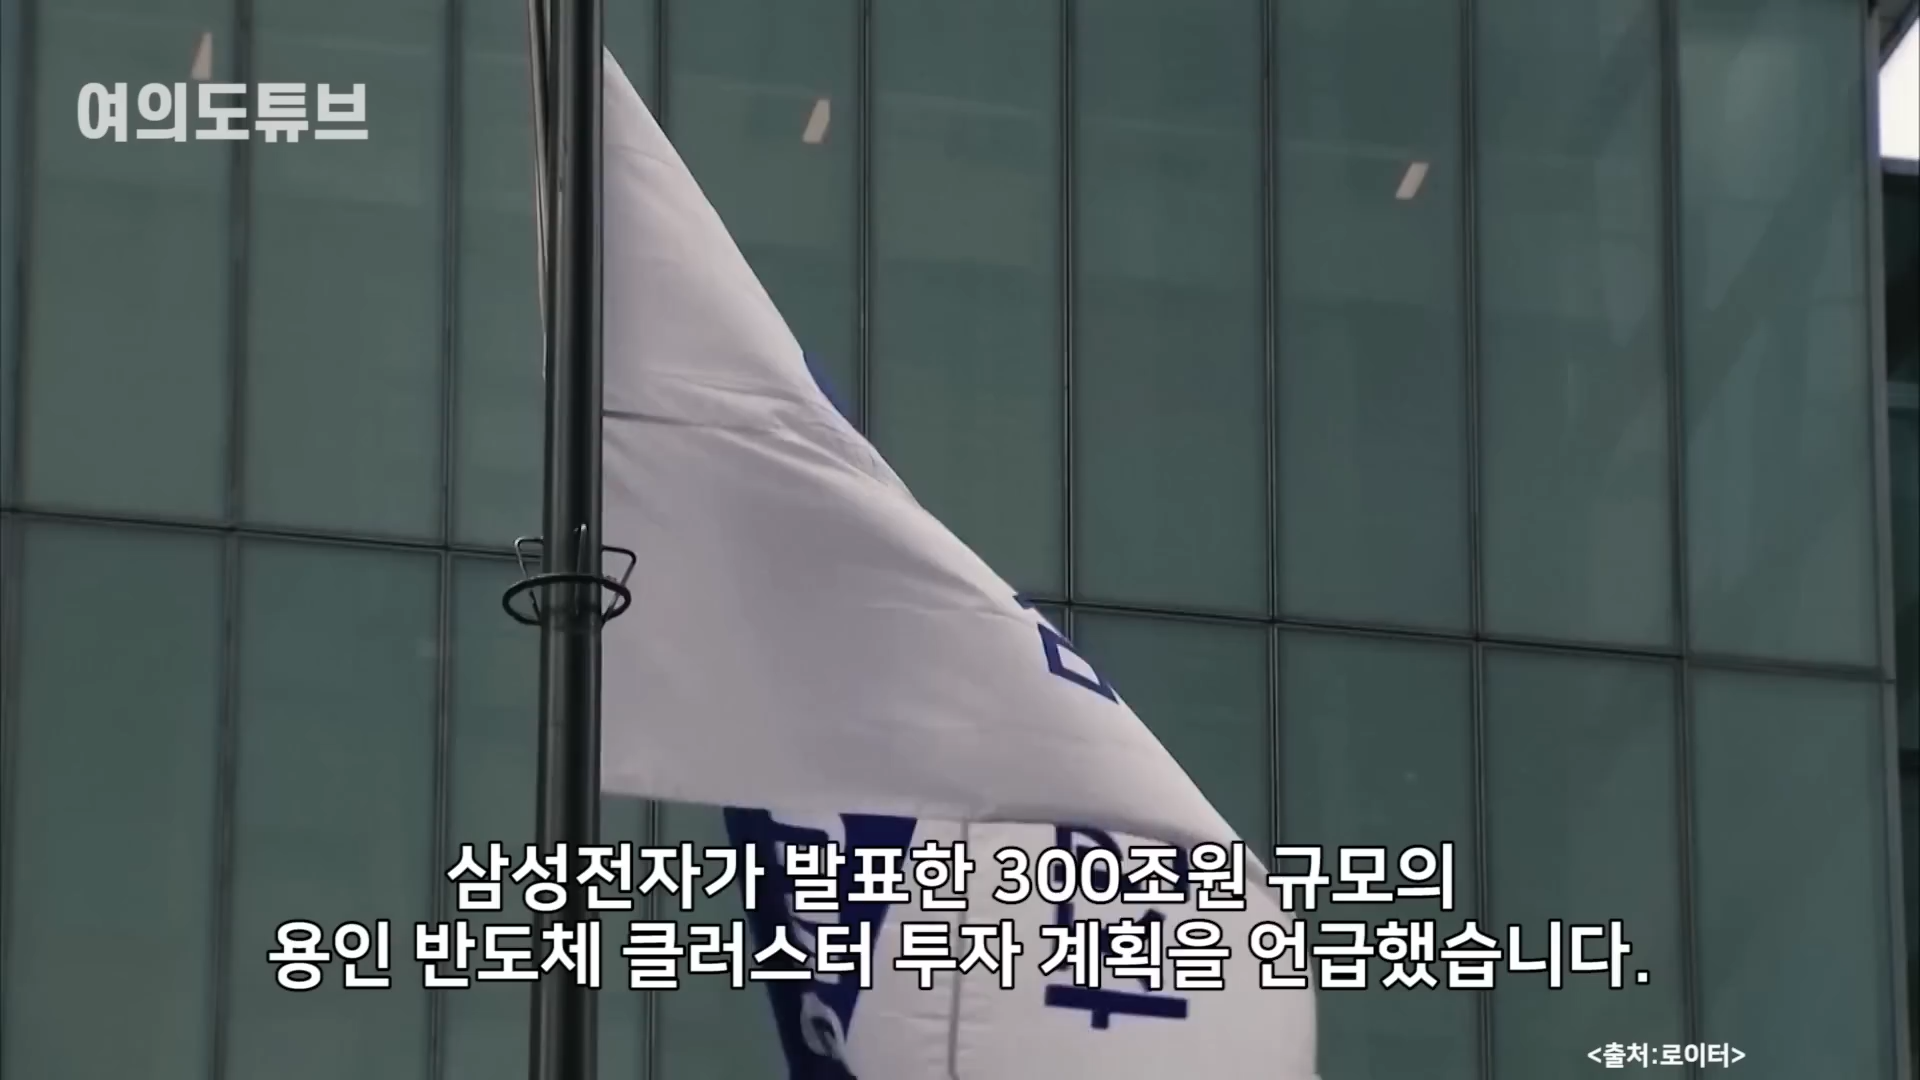 여의도튜브
삼성전자가 발표한 300조원 규모의
용인 반도체 클러스터 투자 계획을 언급했습니다.
<출처:로이터>